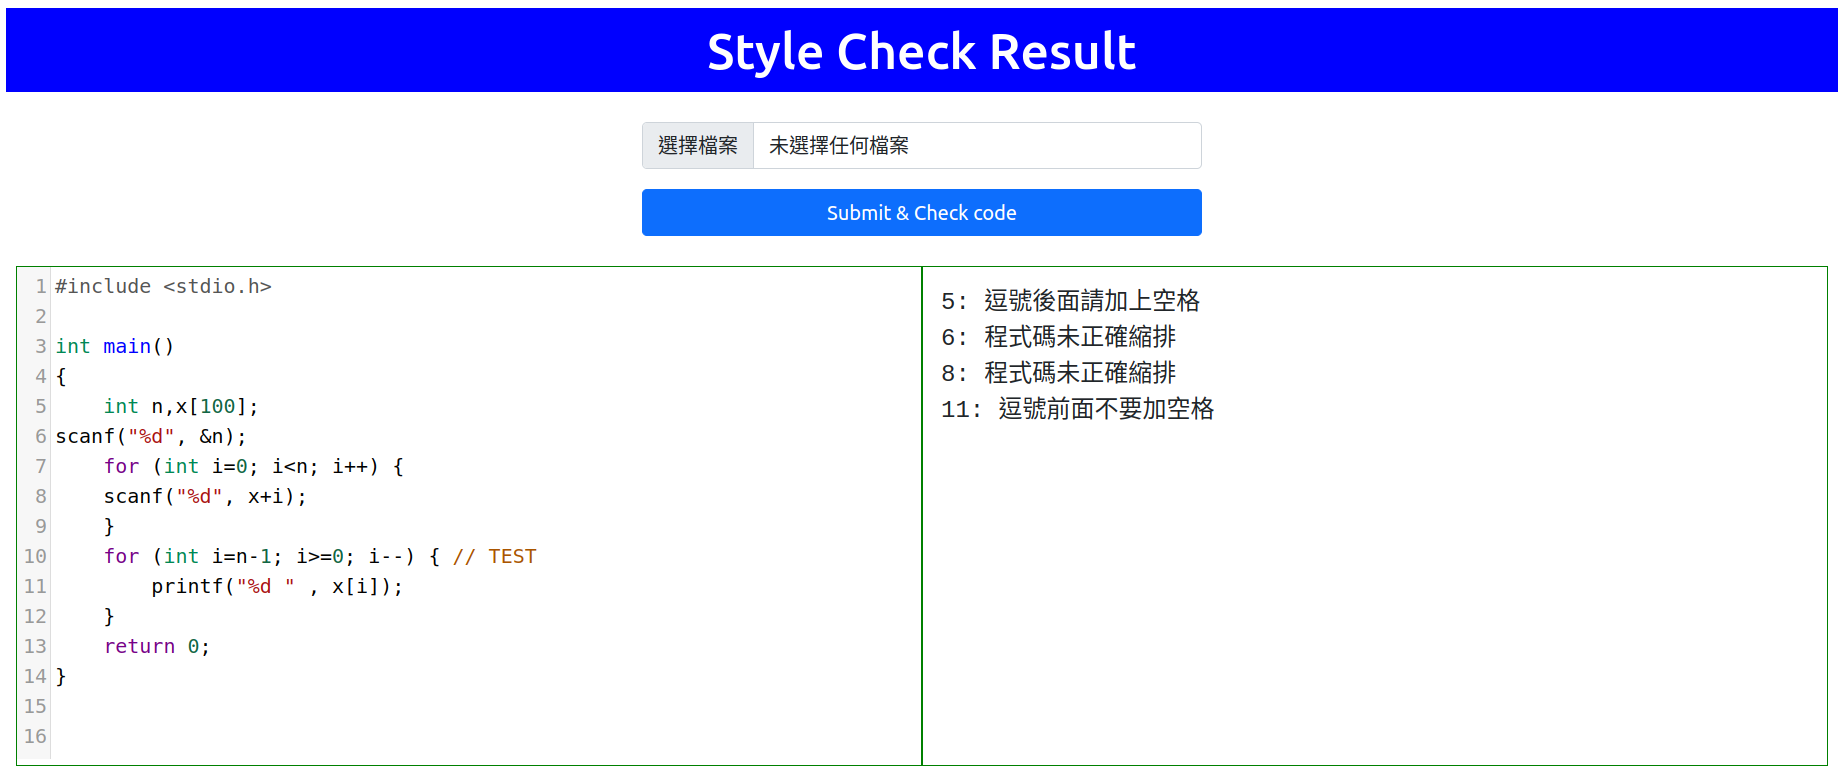 Style Check Result
選擇檔案 未選擇任何檔案
Submit & Check code
1 #include <stdio.h>
2
3 int main()
4 {
5     int n,x[100];
6 scanf("%d", &n);
7     for (int i=0; i<n; i++) {
8     scanf("%d", x+i);
9     }
10     for (int i=n-1; i>=0; i--) { // TEST
11         printf("%d " , x[i]);
12     }
13     return 0;
14 }
15
16
5: 逗號後面請加上空格
6: 程式碼未正確縮排
8: 程式碼未正確縮排
11: 逗號前面不要加空格